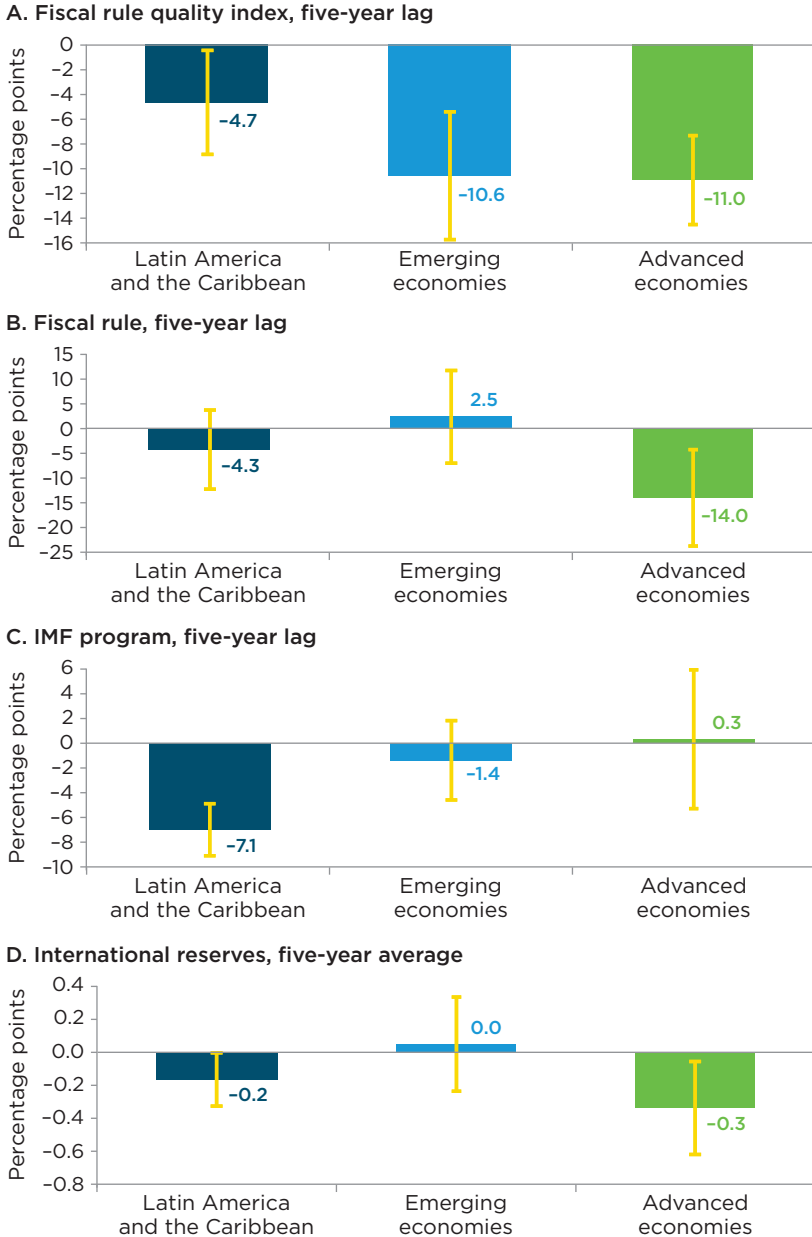 A. Fiscal rule quality index, five-year lag
Percentage points
0
–2
–4
–6
–8
–10
–12
–14
–16
–4.7
–10.6
–11.0
Latin America
and the Caribbean
Emerging
economies
Advanced
economies
B. Fiscal rule, five-year lag
Percentage points
15
10
5
0
–5
–10
–15
–20
–25
–4.3
2.5
–14.0
Latin America
and the Caribbean
Emerging
economies
Advanced
economies
C. IMF program, five-year lag
Percentage points
6
4
2
0
–2
–4
–6
–8
–10
–7.1
–1.4
0.3
Latin America
and the Caribbean
Emerging
economies
Advanced
economies
D. International reserves, five-year average
Percentage points
0.4
0.2
0.0
–0.2
–0.4
–0.6
–0.8
–0.2
0.0
–0.3
Latin America
and the Caribbean
Emerging
economies
Advanced
economies